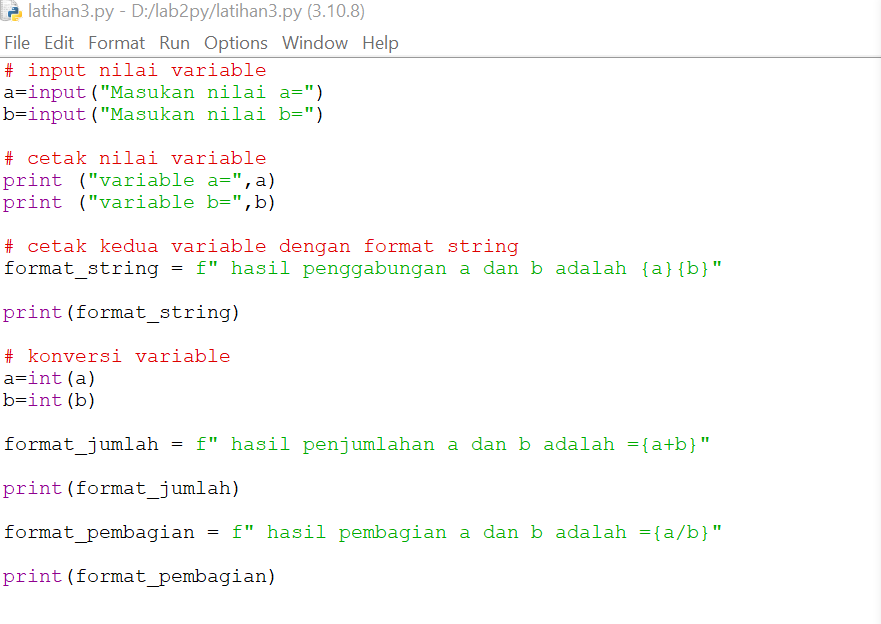 latihan3.py - D:/lab2py/latihan3.py (3.10.8)
File Edit Format Run Options Window Help
# input nilai variable
a=input("Masukan nilai a=")
b=input("Masukan nilai b=")
# cetak nilai variable
print ("variable a=",a)
print ("variable b=",b)
# cetak kedua variable dengan format string
format_string = f" hasil penggabungan a dan b adalah {a}{b}"
print(format_string)
# konversi variable
a=int(a)
b=int(b)
format_jumlah = f" hasil penjumlahan a dan b adalah ={a+b}"
print(format_jumlah)
format_pembagian = f" hasil pembagian a dan b adalah ={a/b}"
print(format_pembagian)